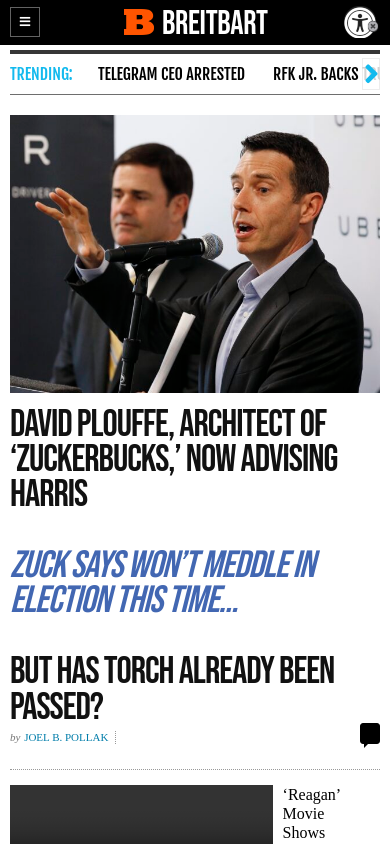 BREITBART
TRENDING:
TELEGRAM CEO ARRESTED
RFK JR. BACKS
UBE
R
UBE
DAVID PLOUFFE, ARCHITECT OF
‘ZUCKERBUCKS,’ NOW ADVISING
HARRIS
ZUCK SAYS WON’T MEDDLE IN
ELECTION THIS TIME…
BUT HAS TORCH ALREADY BEEN
PASSED?
by JOEL B. POLLAK
‘Reagan’
Movie
Shows